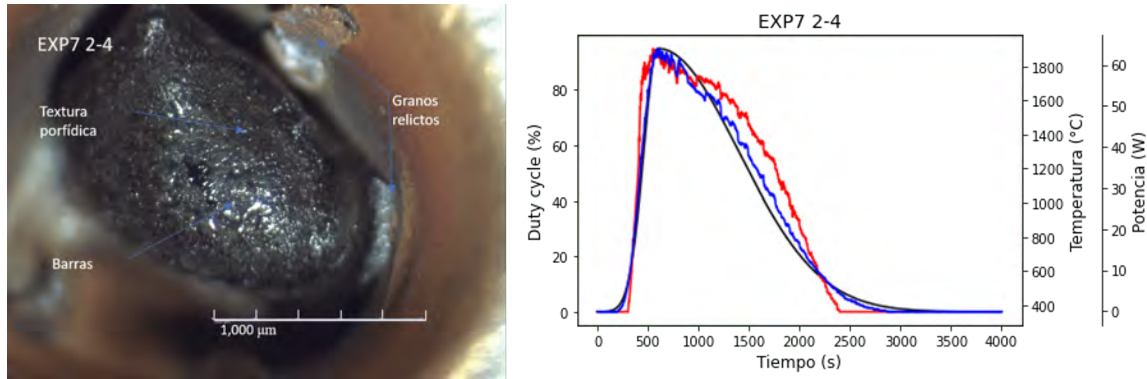 EXP7 2-4
Textura
porfídica
Granos
relictos
Barras
1,000 µm
EXP7 2-4
Duty cycle (%)
80
60
40
20
0
0 500 1000 1500 2000 2500 3000 3500 4000
Tiempo (s)
1800
1600
1400
1200
1000
800
600
400
Temperatura (°C)
60
50
40
30
20
10
0
Potencia (W)